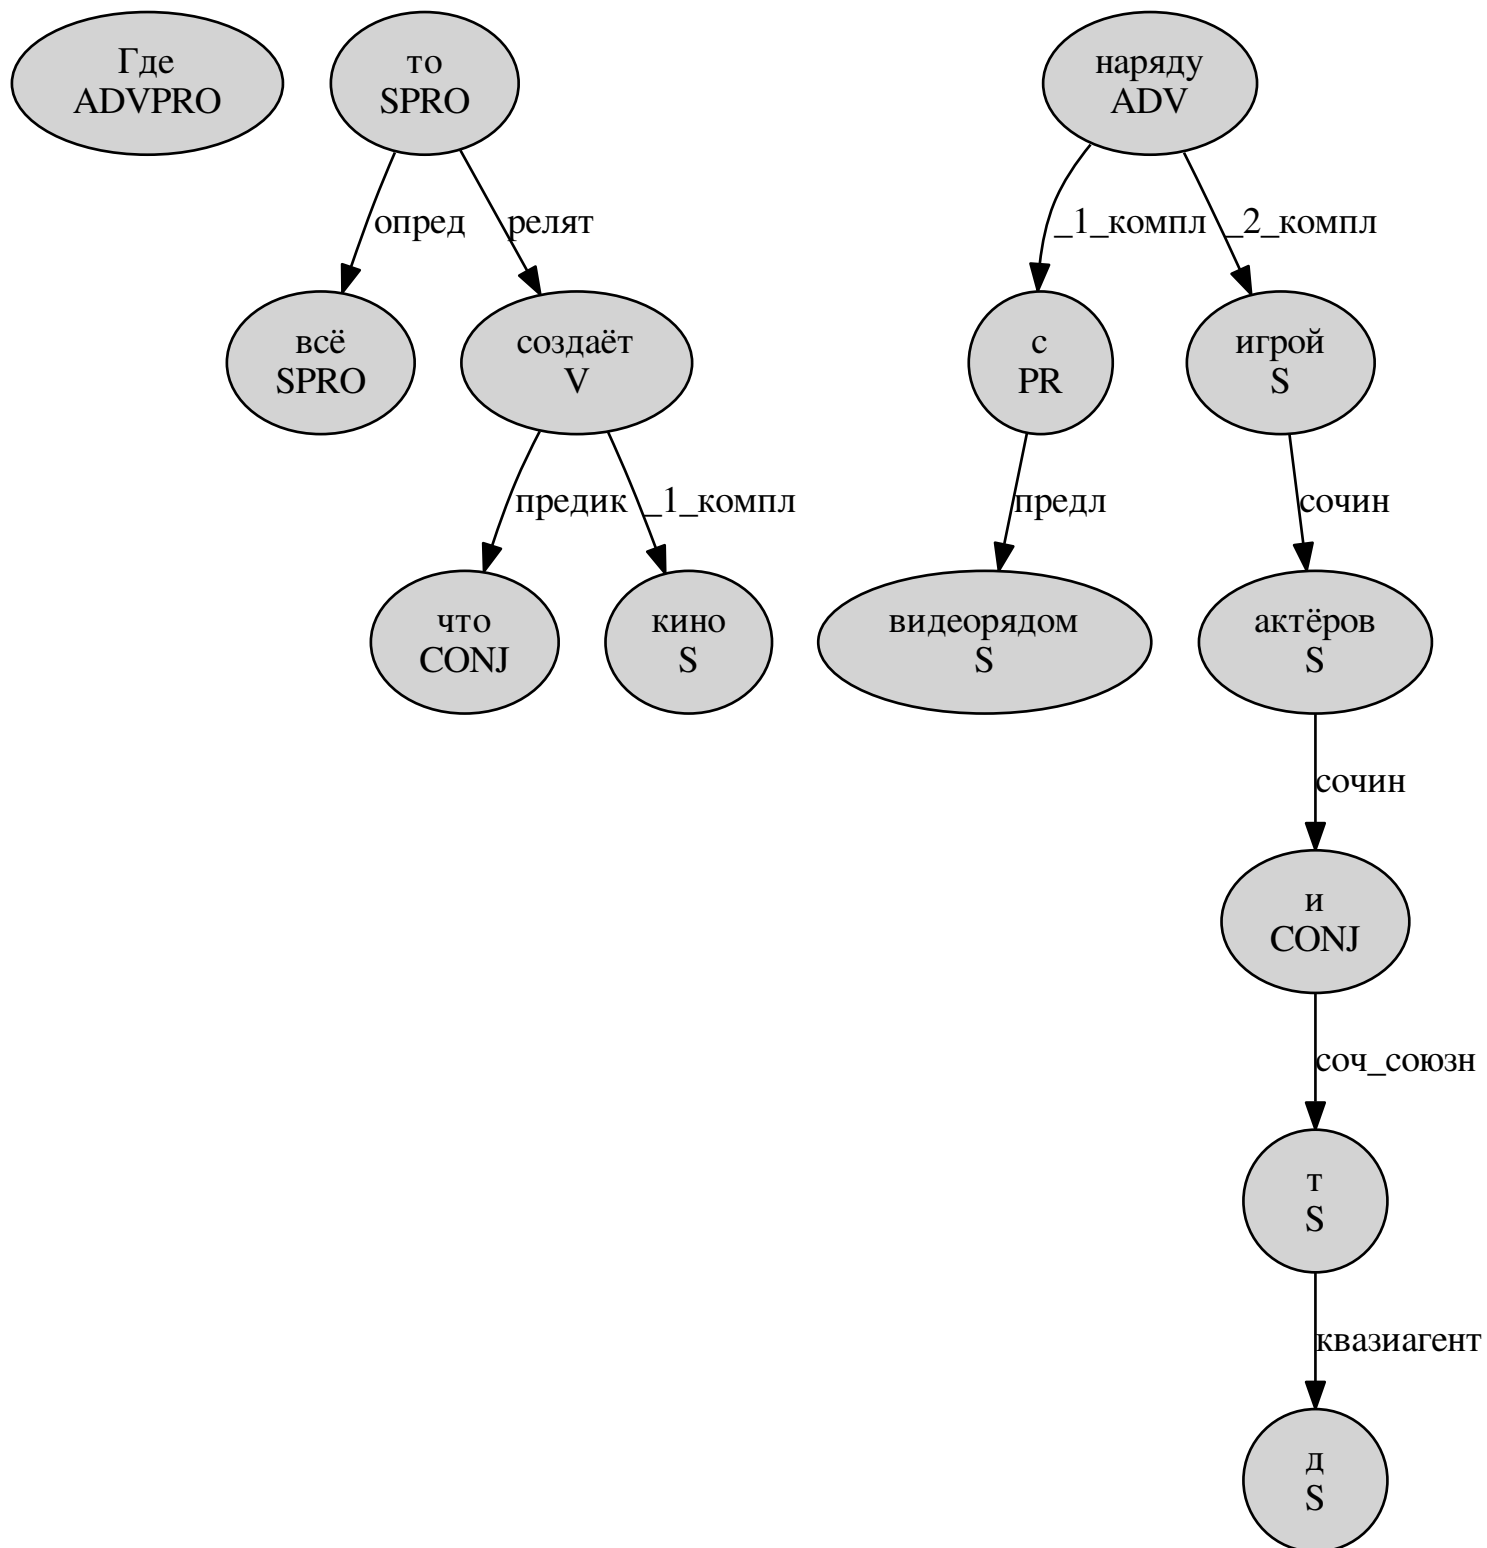 Где
ADVPRO
то
SPRO
наряду
ADV
опред
релят
_1_компл
_2_компл
всё
SPRO
создаёт
V
с
PR
игрой
S
предик
_1_компл
предл
сочин
что
CONJ
кино
S
видеорядом
S
актёров
S
сочин
и
CONJ
соч_союзн
т
S
квазиагент
д
S